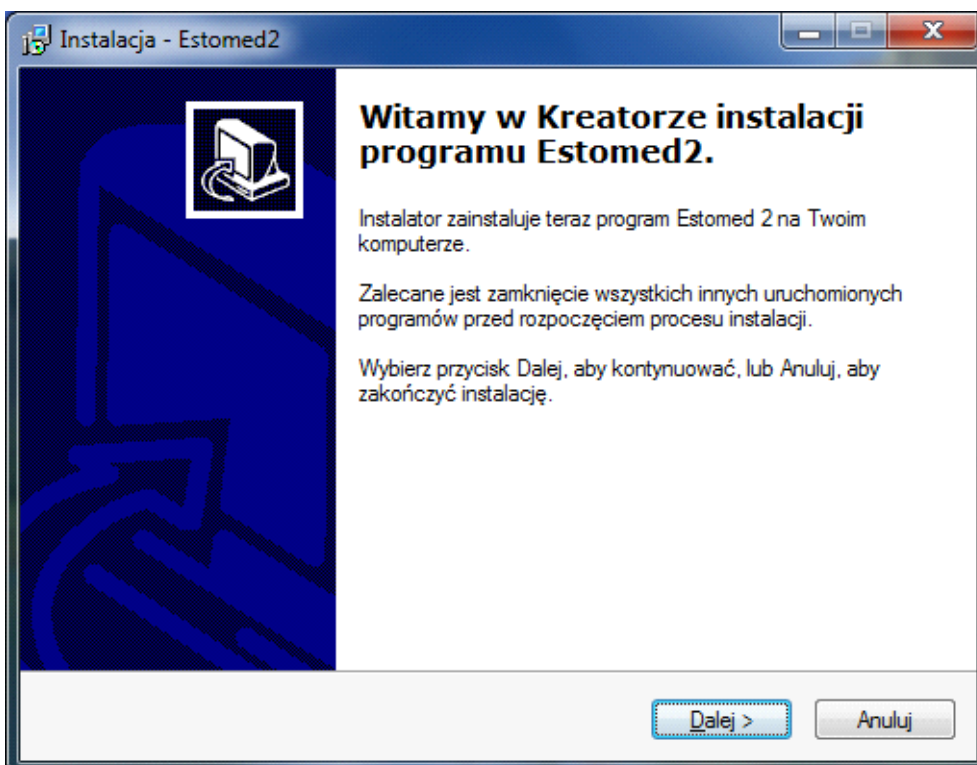 Instalacja - Estomed2
Witamy w Kreatorze instalacji
programu Estomed2.
Instalator zainstaluje teraz program Estomed 2 na Twoim
komputerze.
Zalecane jest zamknięcie wszystkich innych uruchomionych
programów przed rozpoczęciem procesu instalacji.
Wybierz przycisk Dalej, aby kontynuować, lub Anuluj, aby
zakończyć instalację.
Dalej >
Anuluj